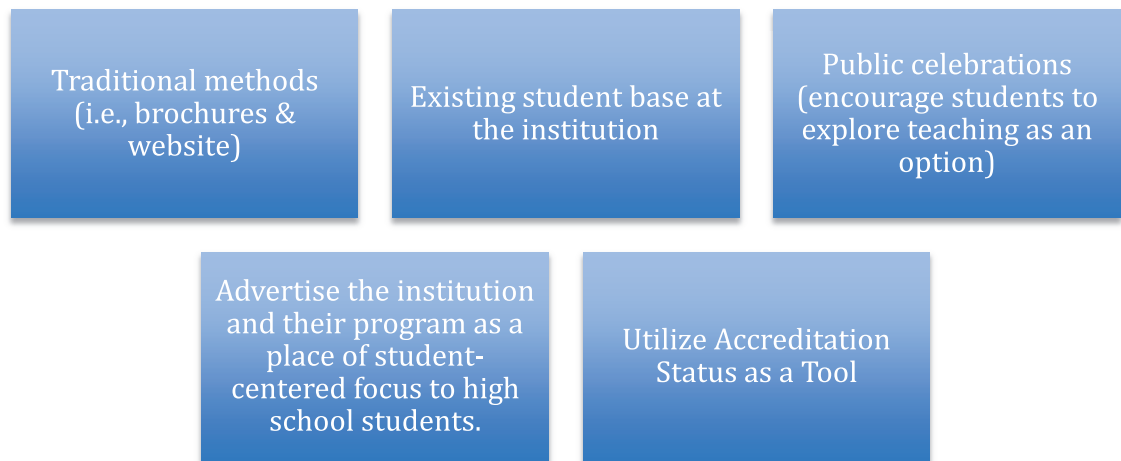 Traditional methods
(i.e., brochures &
website)
Existing student base at
the institution
Public celebrations
(encourage students to
explore teaching as an
option)
Advertise the institution
and their program as a
place of student-
centered focus to high
school students.
Utilize Accreditation
Status as a Tool